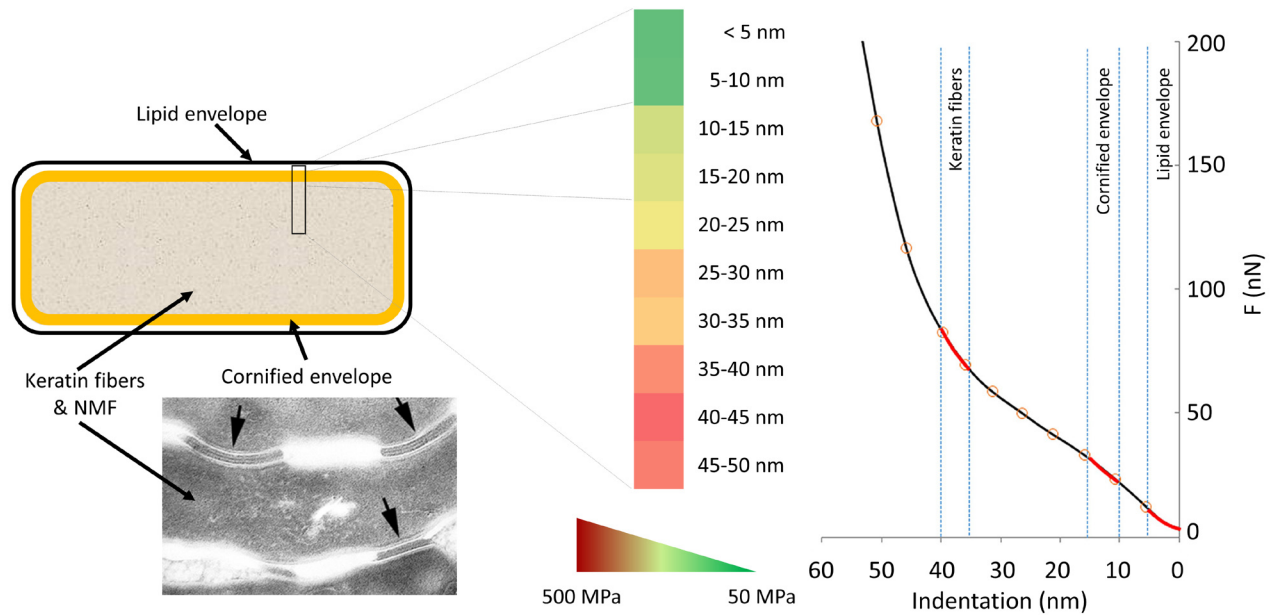 Lipid envelope
Keratin fibers
& NMF
Cornified envelope
< 5 nm
5-10 nm
10-15 nm
15-20 nm
20-25 nm
25-30 nm
30-35 nm
35-40 nm
40-45 nm
45-50 nm
500 MPa
50 MPa
Keratin fibers
Cornified envelope
Lipid envelope
200
150
100
50
0
F (nN)
60
50
40
30
20
10
0
Indentation (nm)